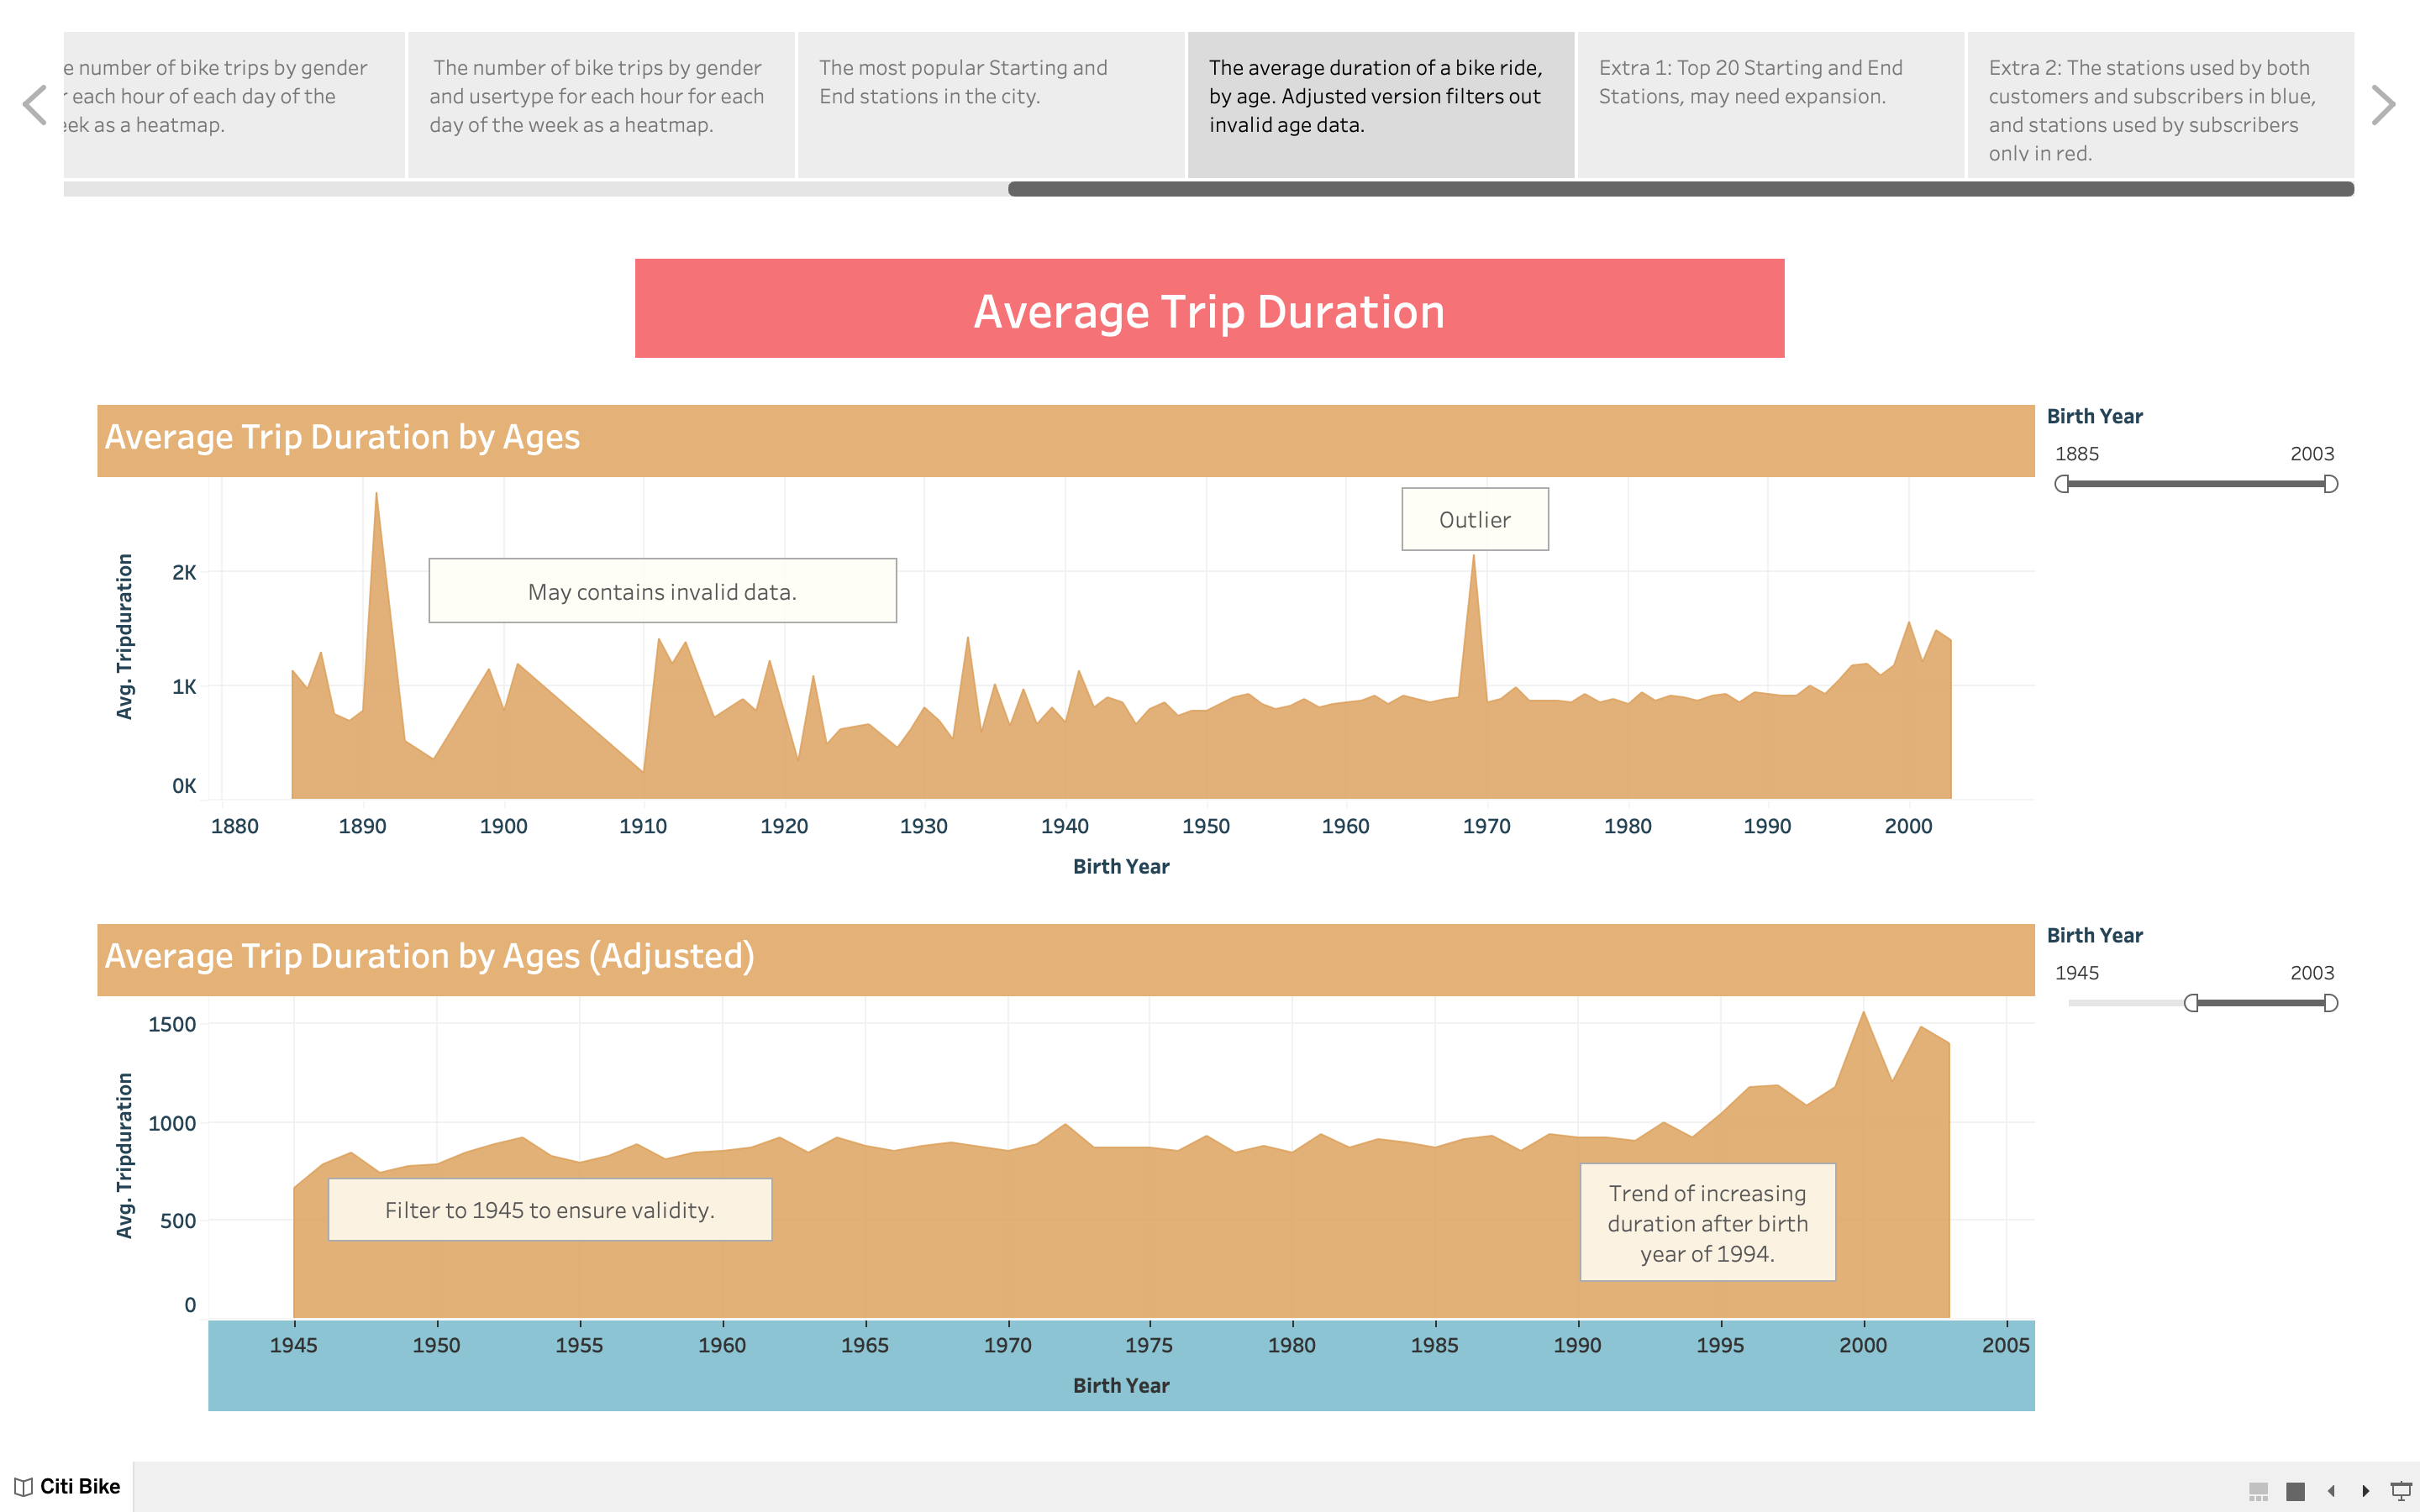 e number of bike trips by gender
r each hour of each day of the
eek as a heatmap.
The number of bike trips by gender
and usertype for each hour for each
day of the week as a heatmap.
The most popular Starting and
End stations in the city.
The average duration of a bike ride,
by age. Adjusted version filters out
invalid age data.
Extra 1: Top 20 Starting and End
Stations, may need expansion.
Extra 2: The stations used by both
customers and subscribers in blue,
and stations used by subscribers
only in red.
Average Trip Duration
Average Trip Duration by Ages
Birth Year
1885 2003
Avg. Tripduration
2K
1K
0K
May contains invalid data.
Outlier
1880 1890 1900 1910 1920 1930 1940 1950 1960 1970 1980 1990 2000
Birth Year
Average Trip Duration by Ages (Adjusted)
Birth Year
1945 2003
Avg. Tripduration
1500
1000
500
0
Filter to 1945 to ensure validity.
Trend of increasing
duration after birth
year of 1994.
1945 1950 1955 1960 1965 1970 1975 1980 1985 1990 1995 2000 2005
Birth Year
Citi Bike